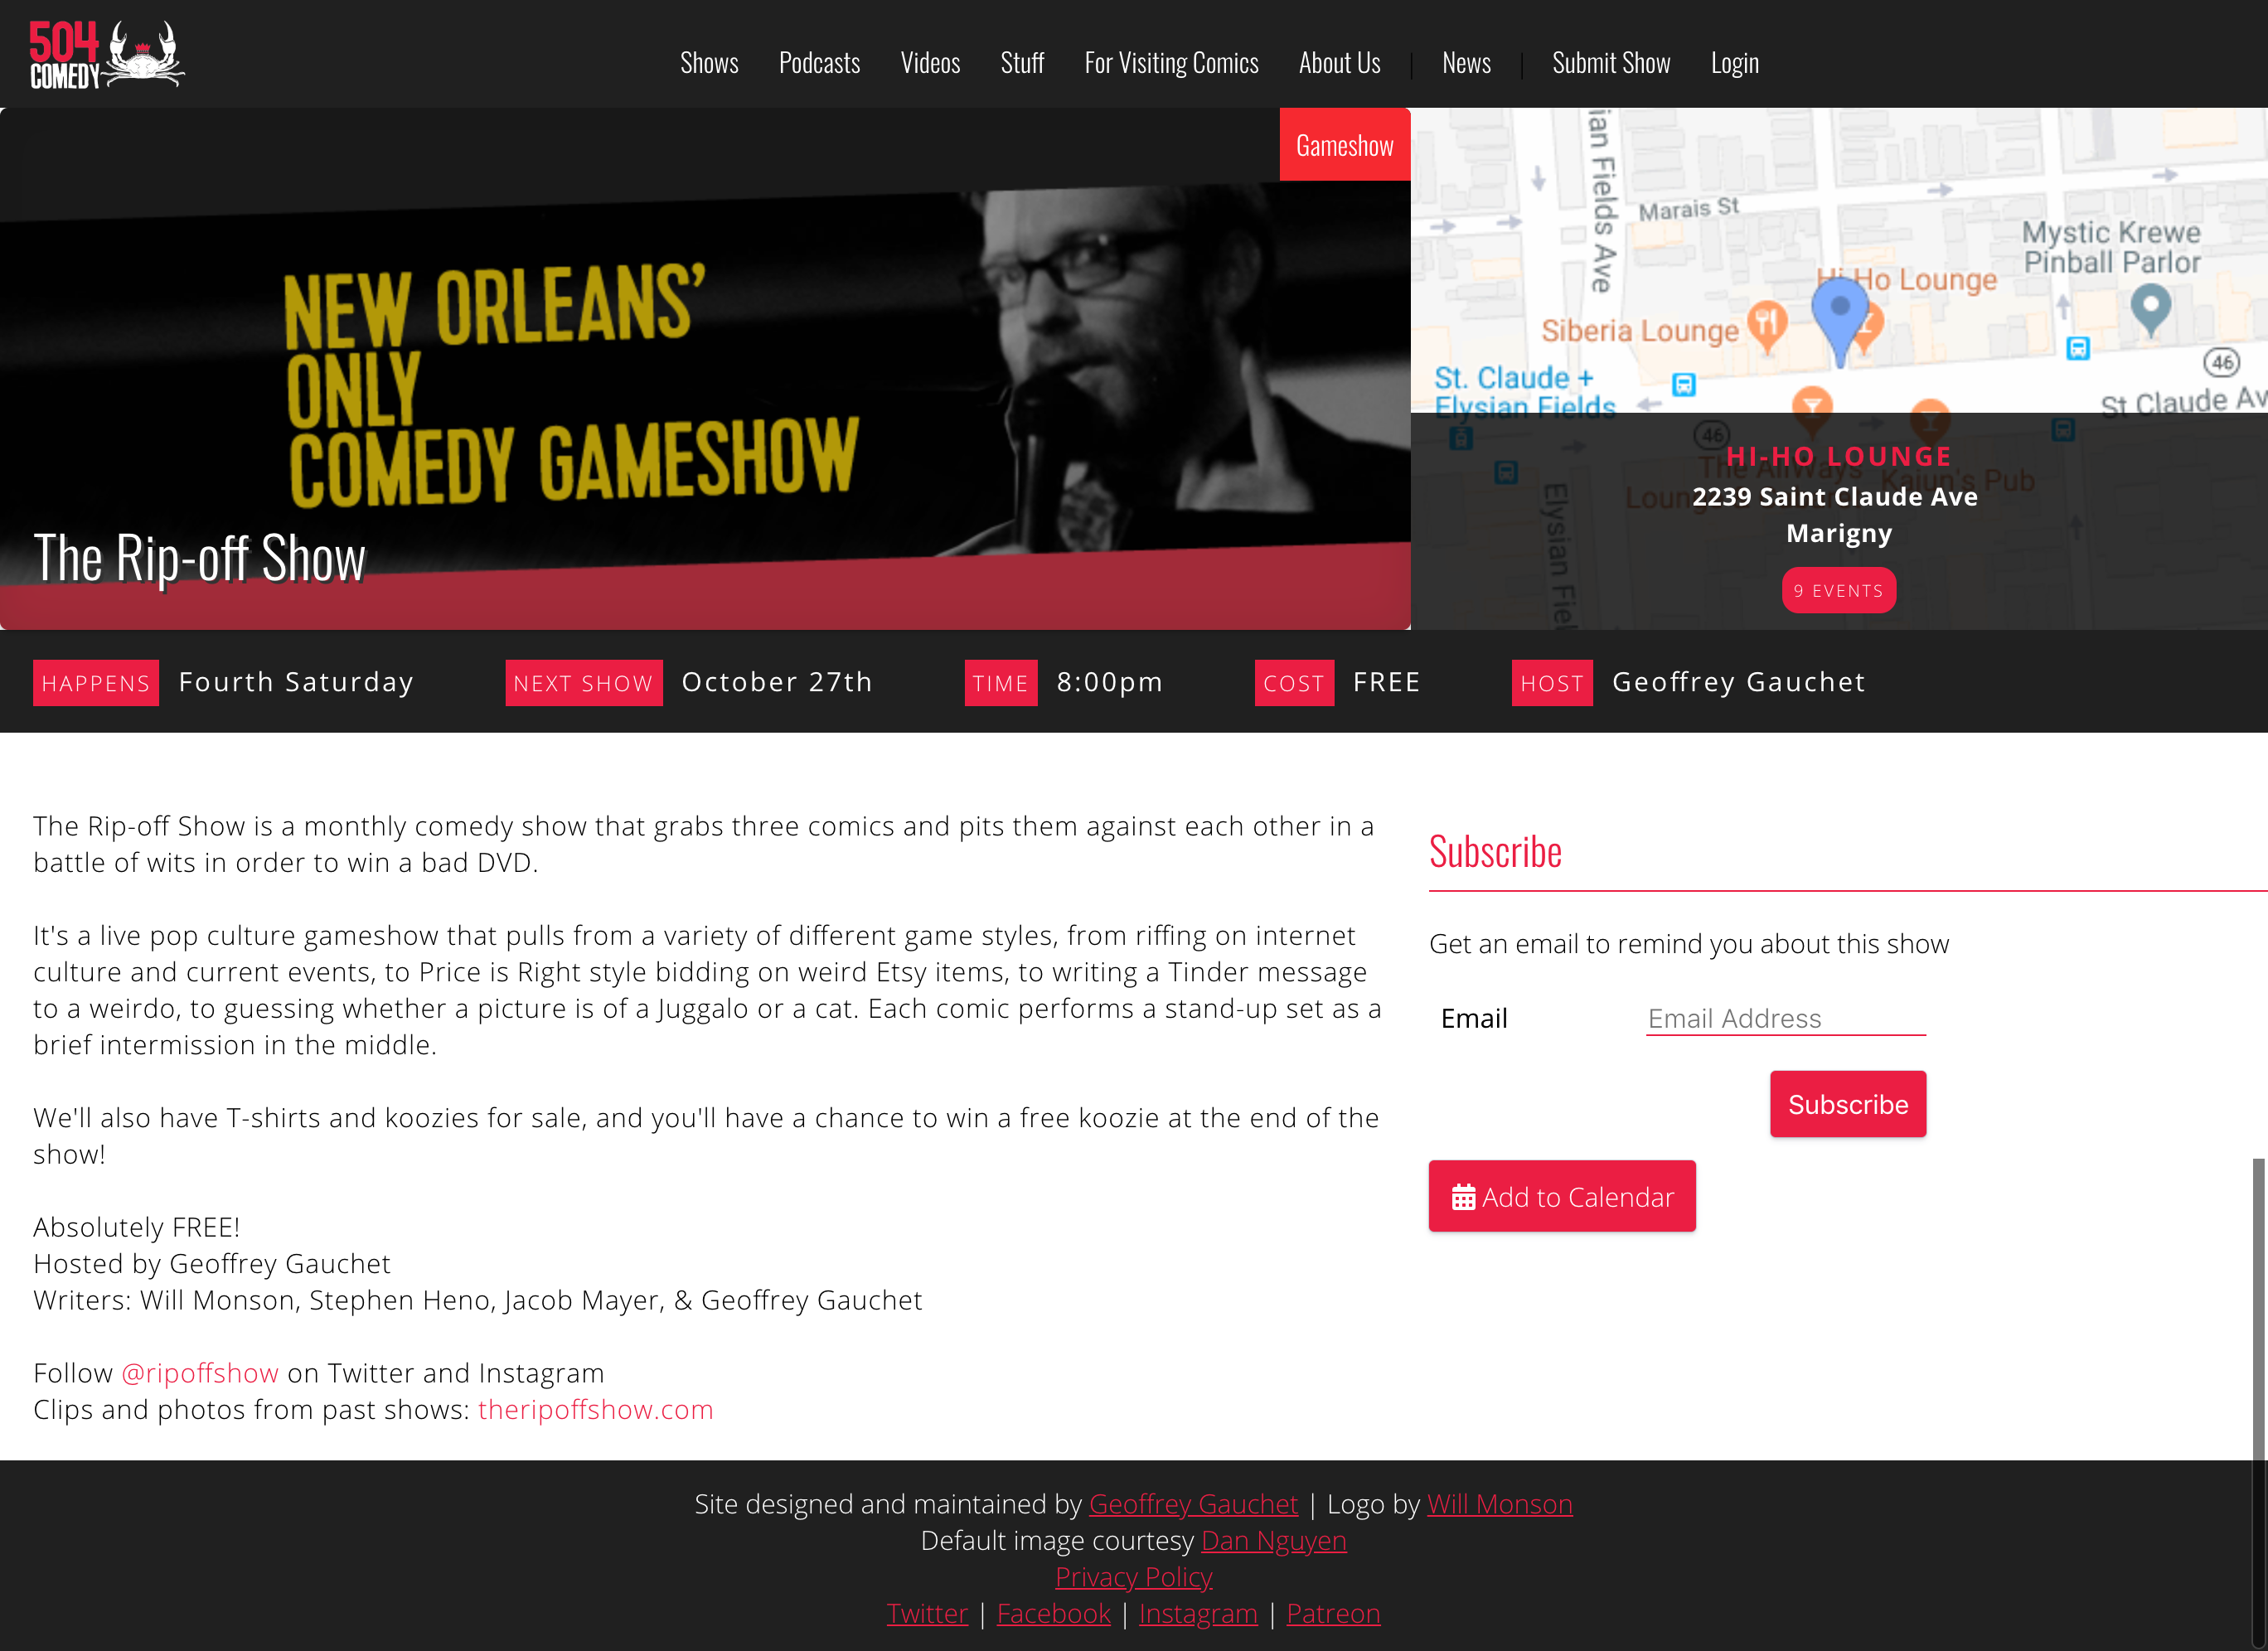 504
COMEDY
Shows Podcasts Videos Stuff For Visiting Comics About Us | News | Submit Show Login
Gameshow
NEW ORLEANS'
ONLY
COMEDY GAMESHOW
The Rip-off Show
Marais St
Mystic Krewe
Pinball Parlor
Hi Ho Lounge
Siberia Lounge
St. Claude +
Elysian Fields
46
St Claude Av
ian Fields Ave
46
The AllWays
Loun
Kajun's Pub
Elysian Fiel
HI-HO LOUNGE
2239 Saint Claude Ave
Marigny
9 EVENTS
HAPPENS Fourth Saturday NEXT SHOW October 27th TIME 8:00pm COST FREE HOST Geoffrey Gauchet
The Rip-off Show is a monthly comedy show that grabs three comics and pits them against each other in a
battle of wits in order to win a bad DVD.
It's a live pop culture gameshow that pulls from a variety of different game styles, from riffing on internet
culture and current events, to Price is Right style bidding on weird Etsy items, to writing a Tinder message
to a weirdo, to guessing whether a picture is of a Juggalo or a cat. Each comic performs a stand-up set as a
brief intermission in the middle.
We'll also have T-shirts and koozies for sale, and you'll have a chance to win a free koozie at the end of the
show!
Absolutely FREE!
Hosted by Geoffrey Gauchet
Writers: Will Monson, Stephen Heno, Jacob Mayer, & Geoffrey Gauchet
Follow @ripoffshow on Twitter and Instagram
Clips and photos from past shows: theripoffshow.com
Subscribe
Get an email to remind you about this show
Email Email Address
Subscribe
Add to Calendar
Site designed and maintained by Geoffrey Gauchet | Logo by Will Monson
Default image courtesy Dan Nguyen
Privacy Policy
Twitter | Facebook | Instagram | Patreon